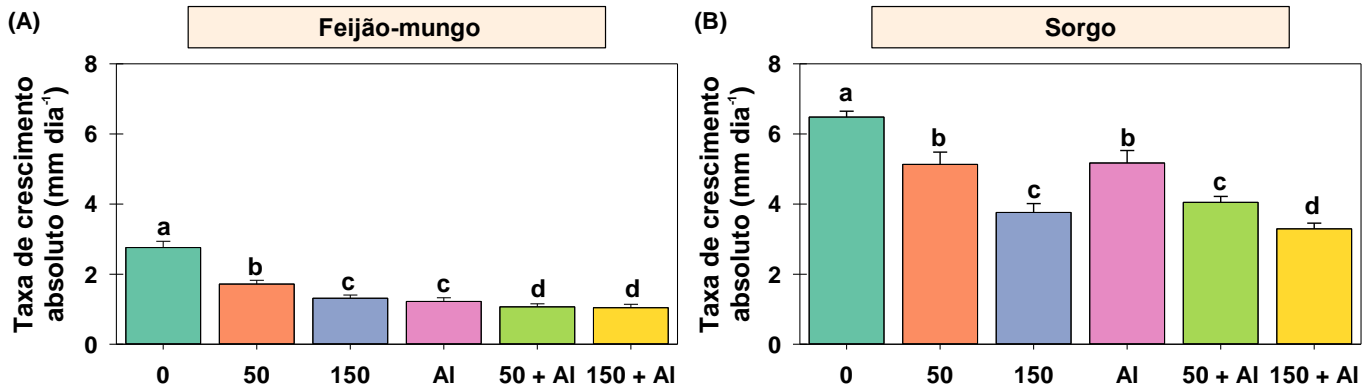 (A)
Feijão-mungo
Taxa de crescimento
absoluto (mm dia-1)
8
6
4
2
0
a
b
c
c
d
d
0 50 150 Al 50 + Al 150 + Al
(B)
Sorgo
Taxa de crescimento
absoluto (mm dia-1)
8
6
4
2
0
a
b
c
b
c
d
0 50 150 Al 50 + Al 150 + Al